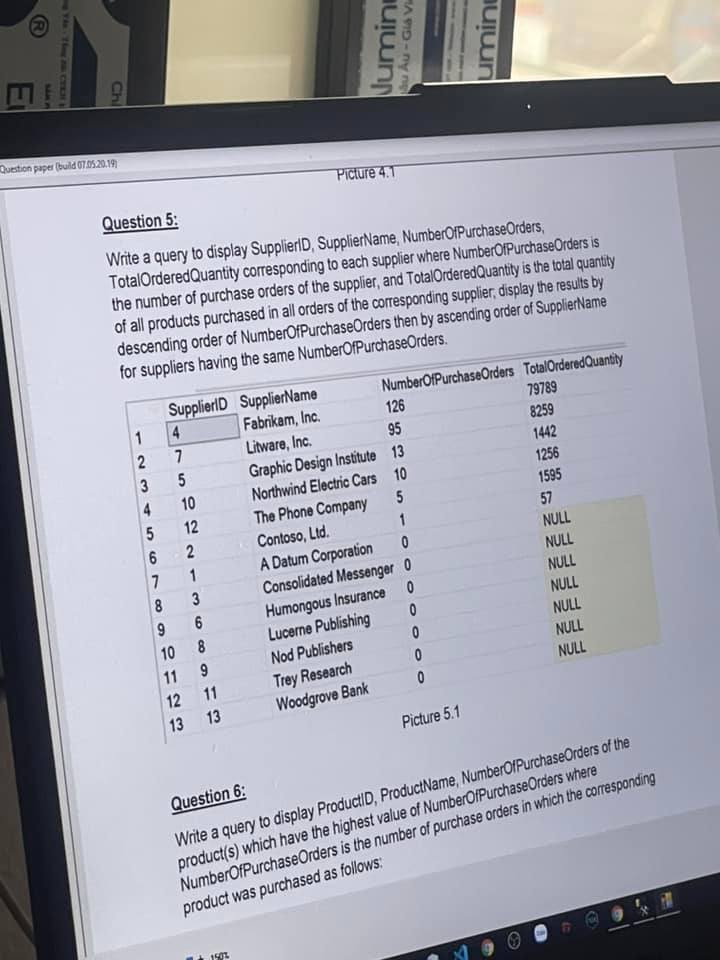 ®
Question paper (build 07.05.20.19)
Picture 4.1
Question 5:
Write a query to display SupplierID, SupplierName, NumberOfPurchaseOrders,
TotalOrderedQuantity corresponding to each supplier where NumberOfPurchaseOrders is
the number of purchase orders of the supplier, and TotalOrderedQuantity is the total quantity
of all products purchased in all orders of the corresponding supplier; display the results by
descending order of NumberOfPurchaseOrders then by ascending order of SupplierName
for suppliers having the same NumberOfPurchaseOrders.
SupplierID SupplierName NumberOfPurchaseOrders TotalOrderedQuantity
1 4 Fabrikam, Inc. 126 79789
2 7 Litware, Inc. 95 8259
3 5 Graphic Design Institute 13 1442
4 10 Northwind Electric Cars 10 1256
5 12 The Phone Company 5 1595
6 2 Contoso, Ltd. 1 57
7 1 A Datum Corporation 0 NULL
8 3 Consolidated Messenger 0 NULL
9 6 Humongous Insurance 0 NULL
10 8 Lucerne Publishing 0 NULL
11 9 Nod Publishers 0 NULL
12 11 Trey Research 0 NULL
13 13 Woodgrove Bank 0 NULL
Picture 5.1
Question 6:
Write a query to display ProductID, ProductName, NumberOfPurchaseOrders of the
product(s) which have the highest value of NumberOfPurchaseOrders where
NumberOfPurchaseOrders is the number of purchase orders in which the corresponding
product was purchased as follows:
150%